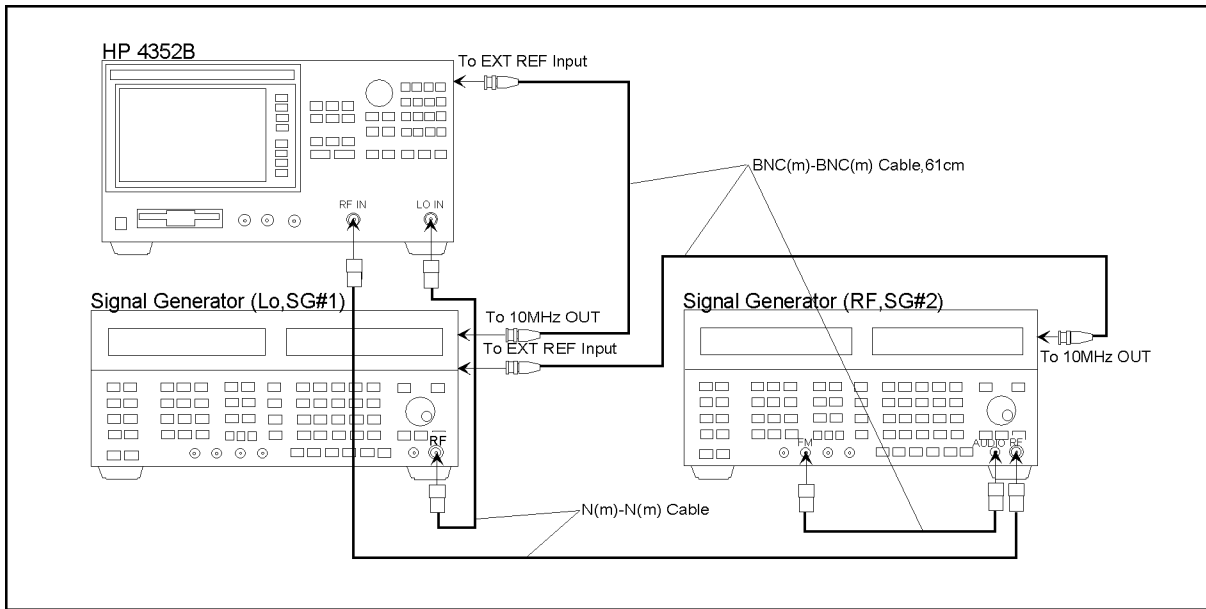 HP 4352B
To EXT REF Input
BNC(m)-BNC(m) Cable,61cm
RF IN
LO IN
Signal Generator (Lo,SG#1)
To 10MHz OUT
To EXT REF Input
Signal Generator (RF,SG#2)
To 10MHz OUT
RF
FM
AUDIO
RF
N(m)-N(m) Cable